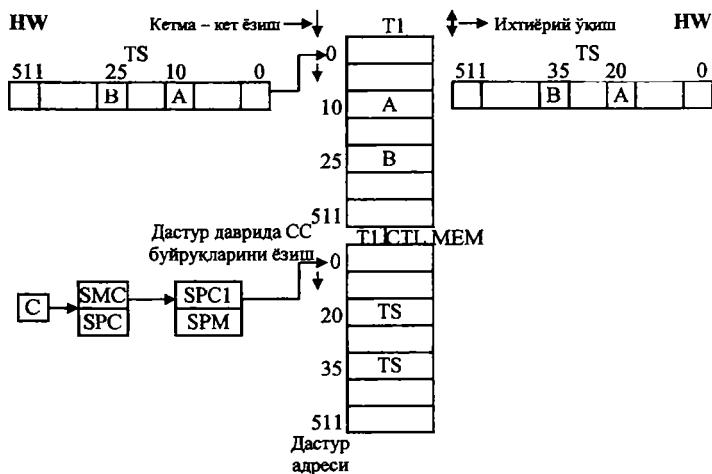 HW
Кетма – кет ёзиш
T1
Ихтиёрий ўқиш
HW
TS
511 25 10 0
B A
0
10 A
25 B
511
TS
511 35 20 0
B A
Дастур даврида СС
буйруқларини ёзиш
T1 CTL MEM
0
20 TS
35 TS
511
C
SMC
SPC
SPC1
SPM
Дастур
адреси